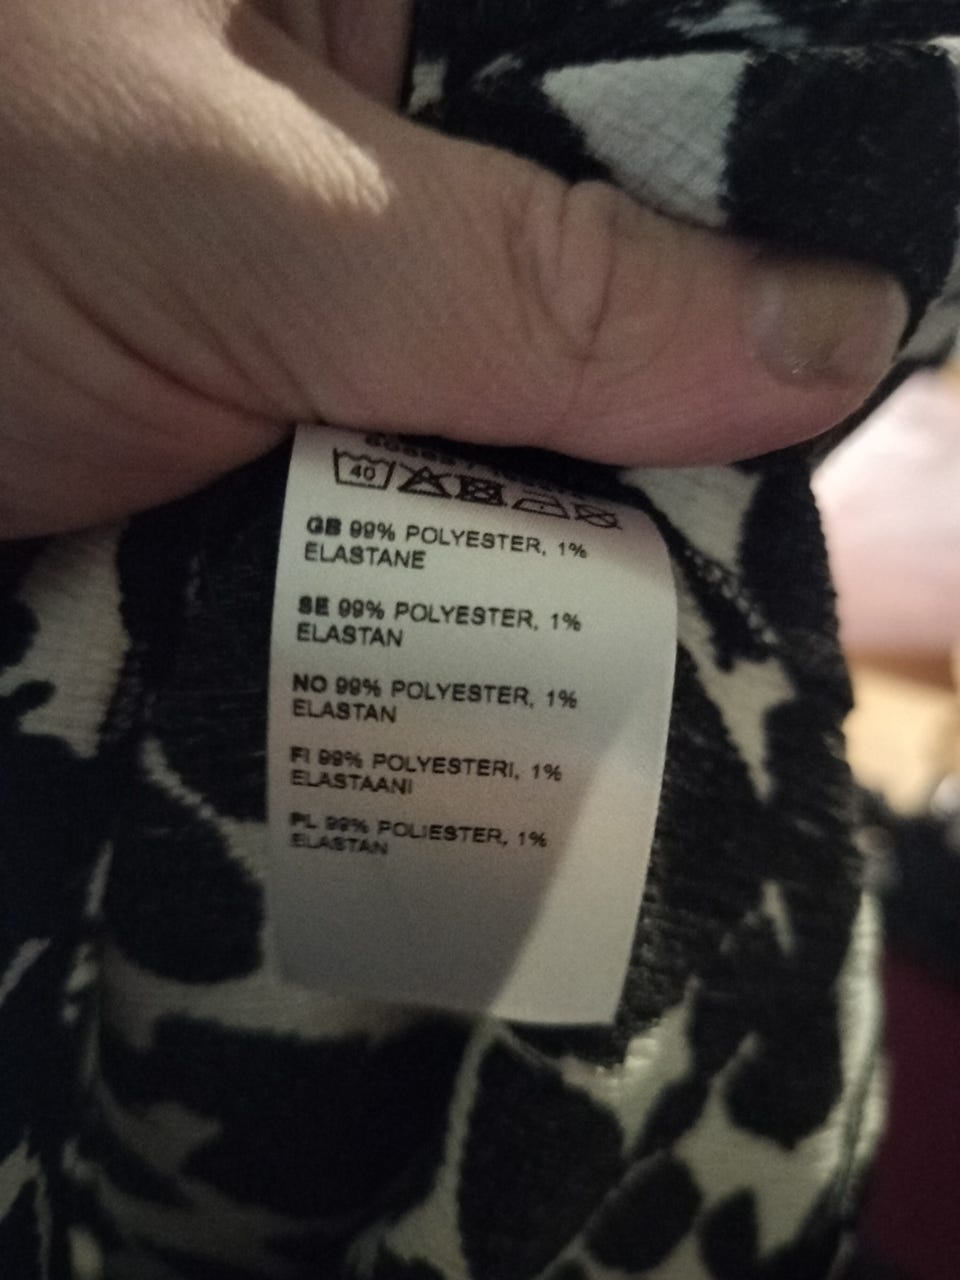 40
GB 99% POLYESTER, 1%
ELASTANE
SE 99% POLYESTER, 1%
ELASTAN
NO 99% POLYESTER, 1%
ELASTAN
FI 99% POLYESTERI, 1%
ELASTAANI
PL 99% POLIESTER, 1%
ELASTAN